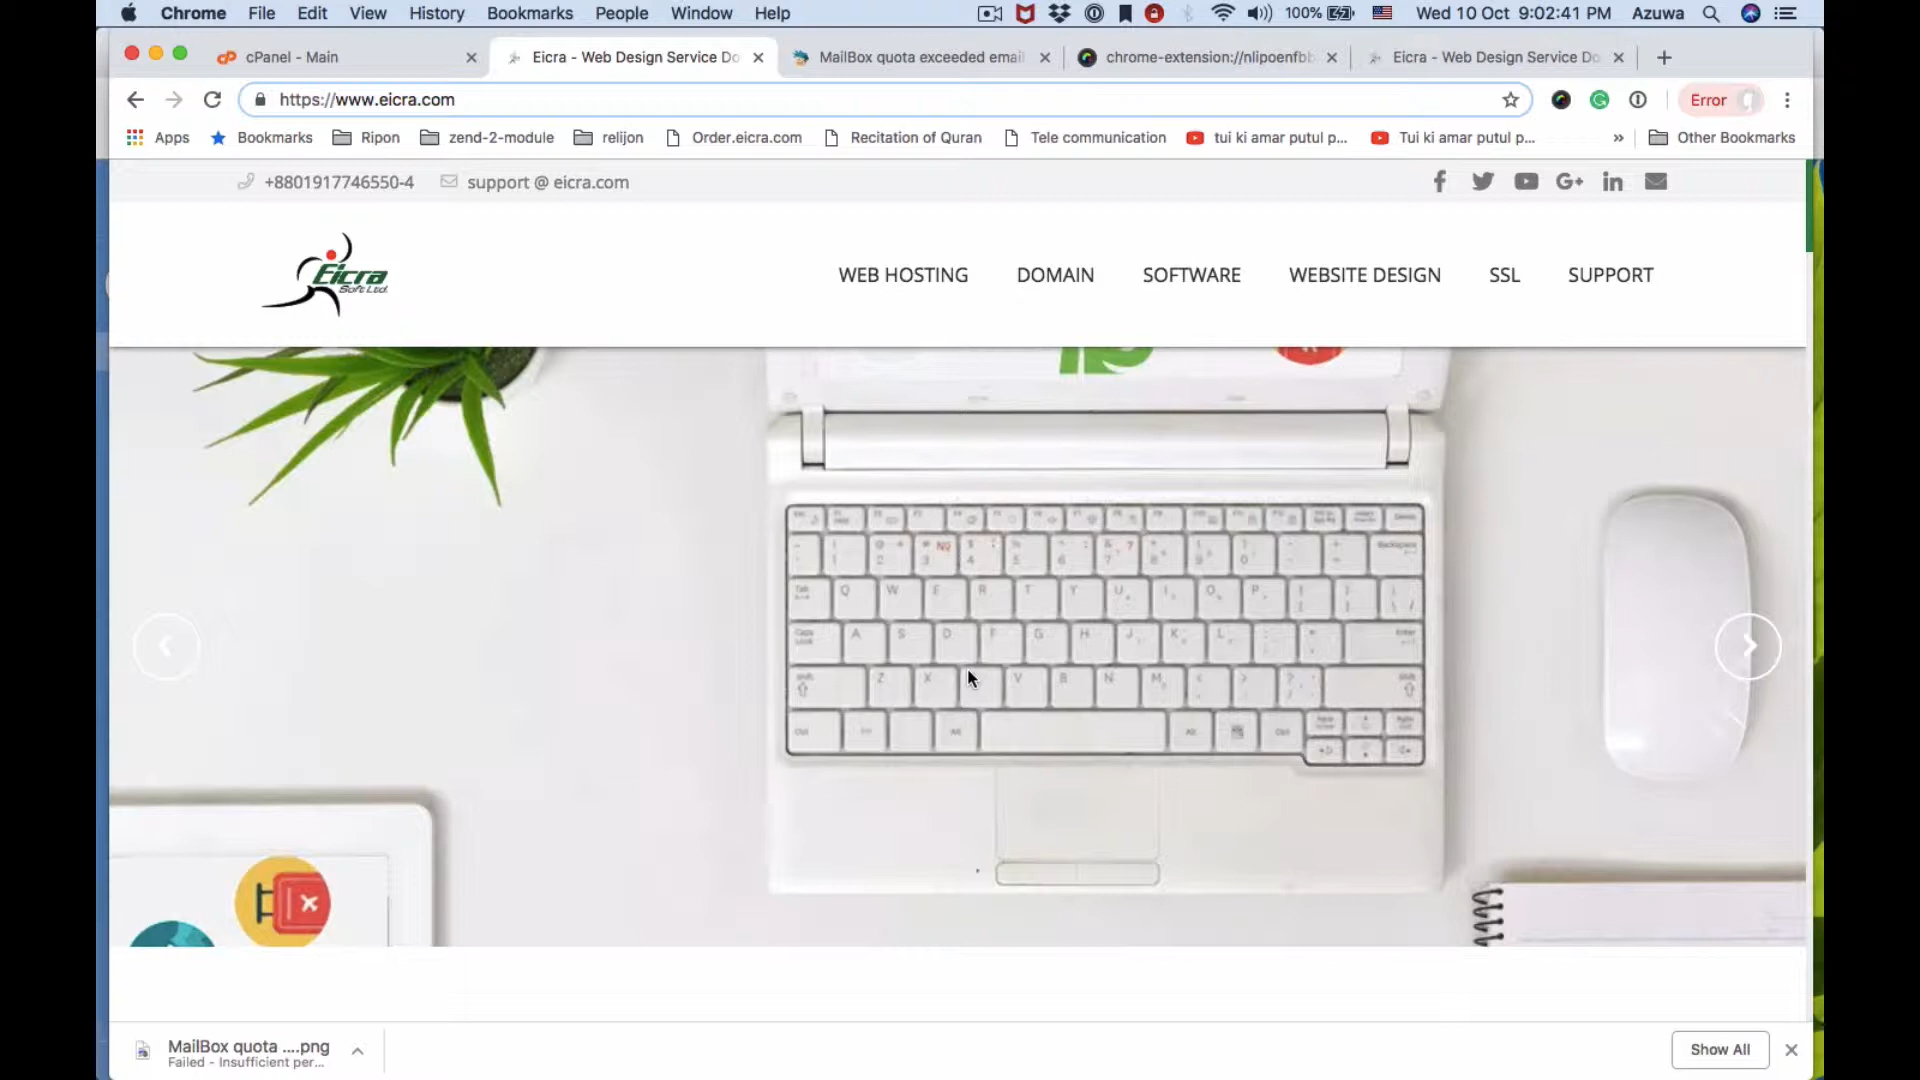 Chrome File Edit View History Bookmarks People Window Help 100% Wed 10 Oct 9:02:41 PM Azuwa
cPanel - Main Eicra - Web Design Service Do MailBox quota exceeded email chrome-extension://nlipoenfbb Eicra - Web Design Service Do
https://www.eicra.com Error
Apps Bookmarks Ripon zend-2-module relijon Order.eicra.com Recitation of Quran Tele communication tui ki amar putul p... Tui ki amar putul p... » Other Bookmarks
+8801917746550-4 support @ eicra.com
Eicra
Soft Ltd.
WEB HOSTING DOMAIN SOFTWARE WEBSITE DESIGN SSL SUPPORT
Q W E R T Y U I O P
A S D F G H J K L
Z X V B N M
MailBox quota ....png
Failed - Insufficient per...
Show All